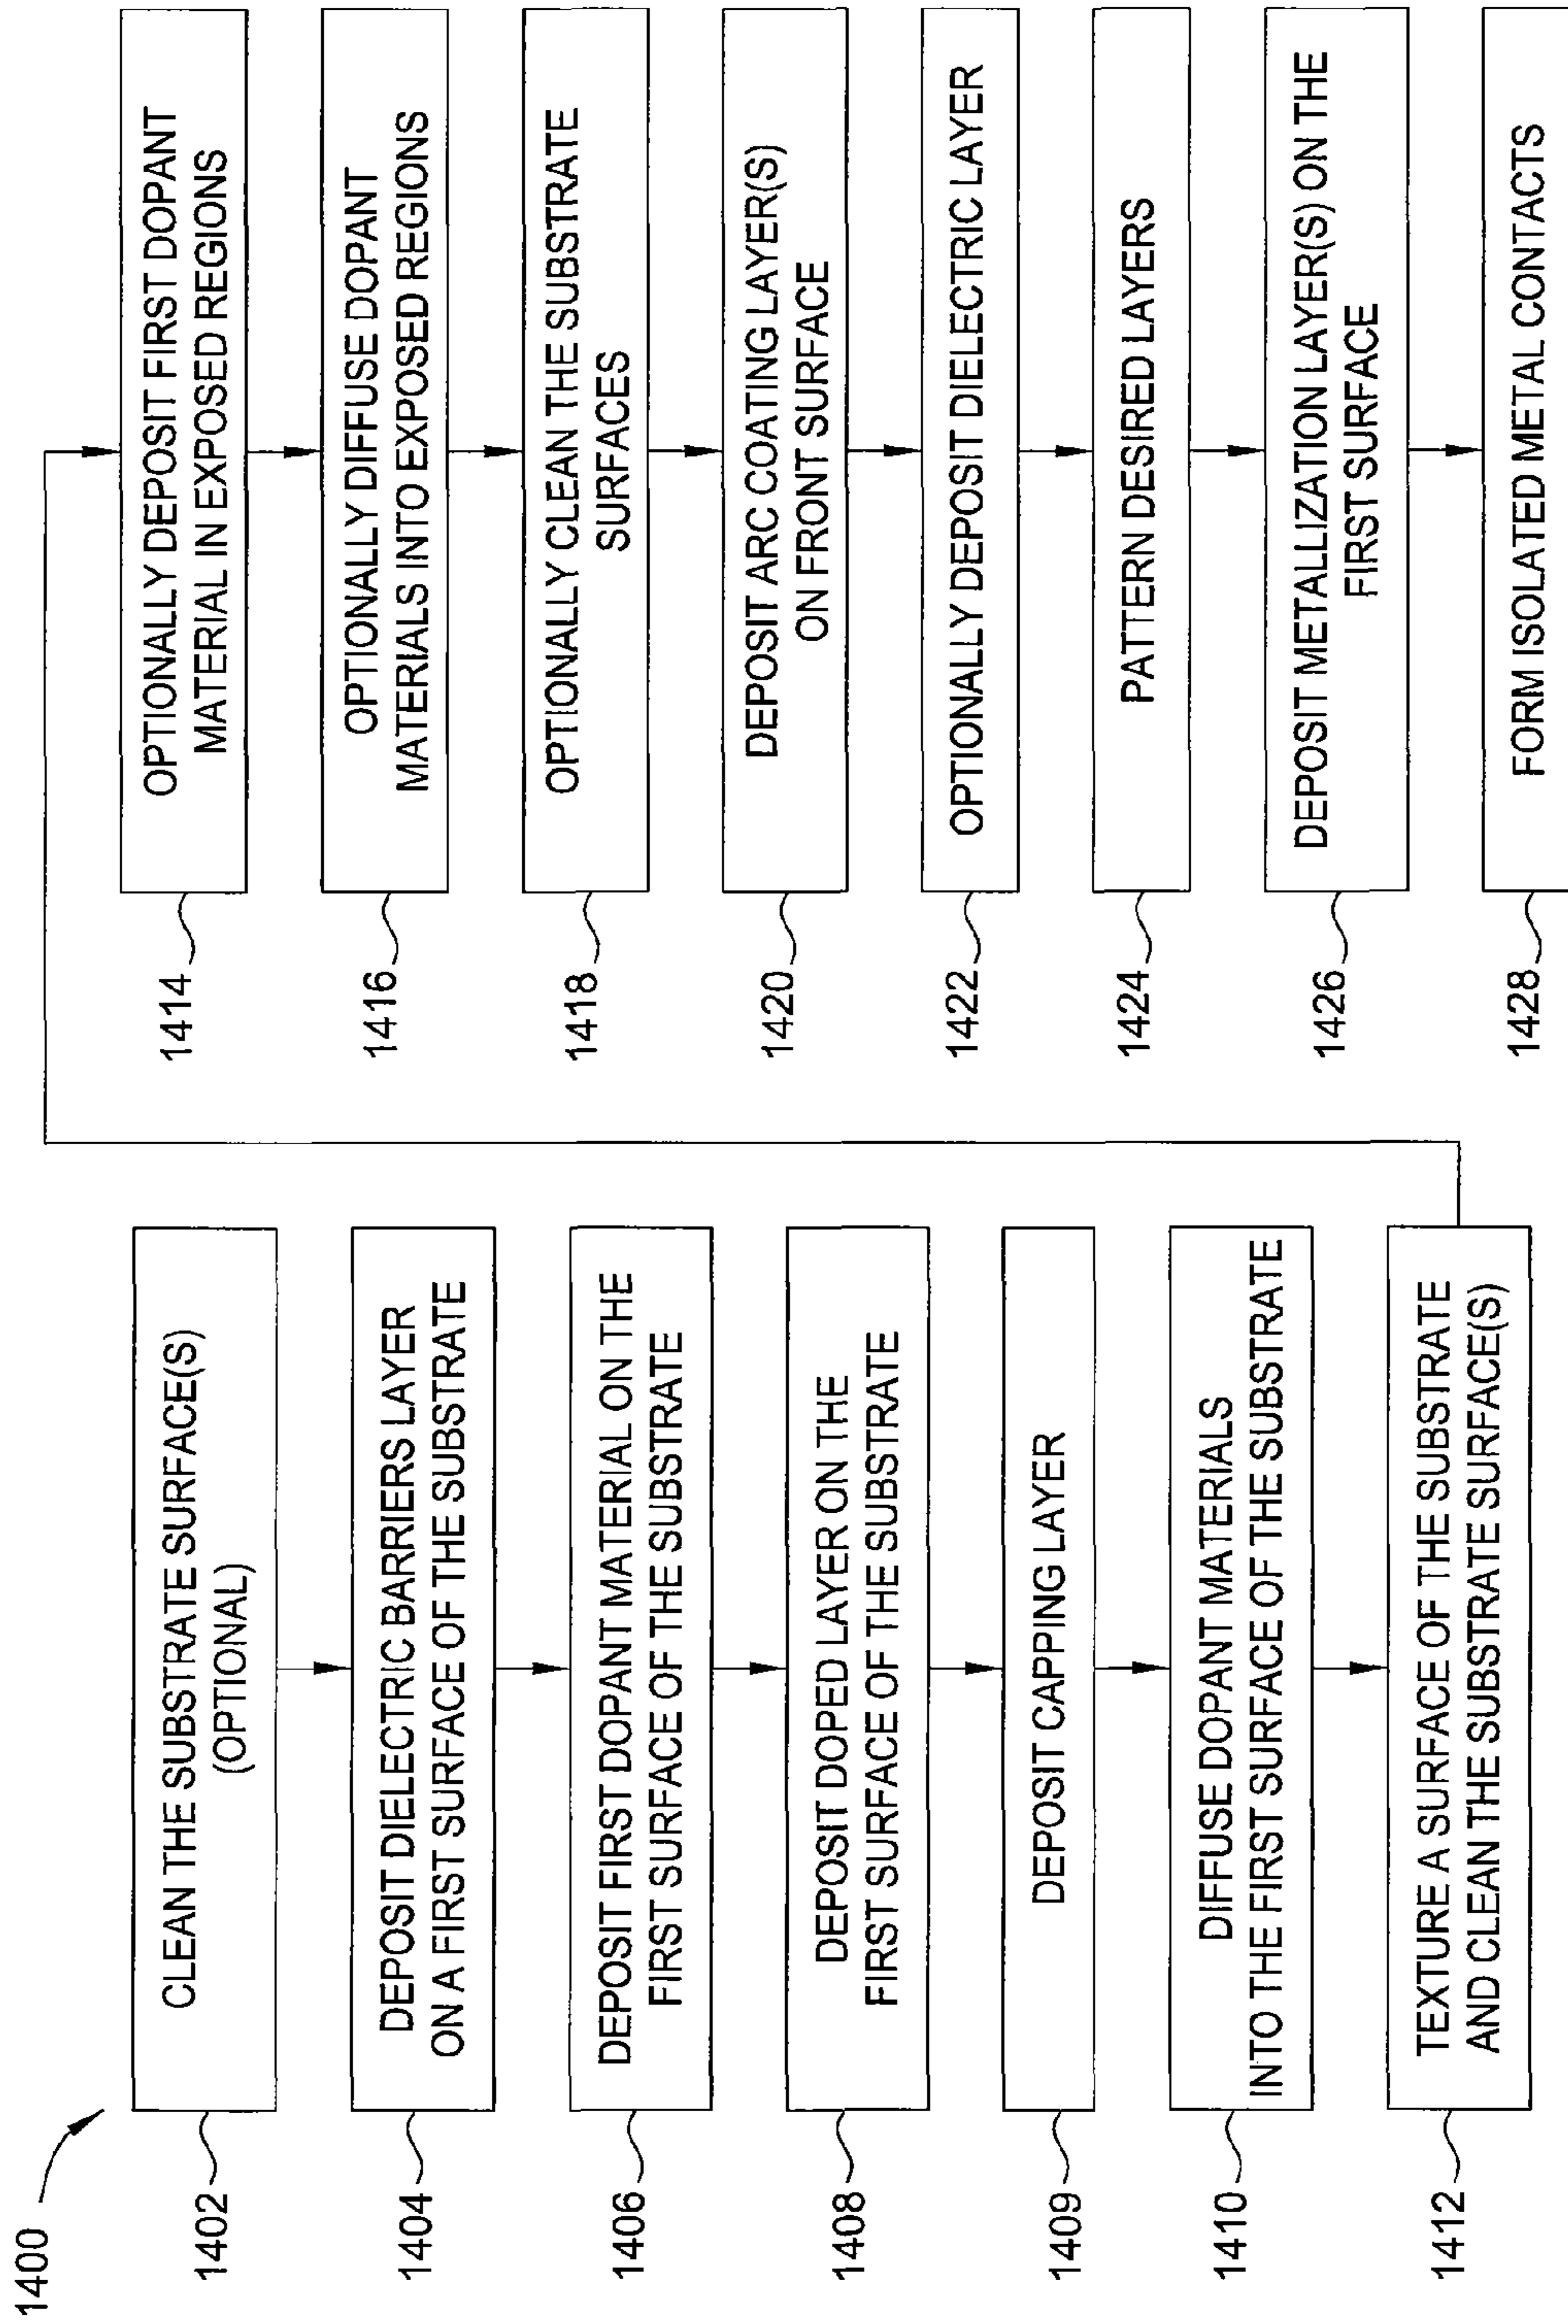 1400
1402
CLEAN THE SUBSTRATE SURFACE(S)
(OPTIONAL)
1404
DEPOSIT DIELECTRIC BARRIERS LAYER
ON A FIRST SURFACE OF THE SUBSTRATE
1406
DEPOSIT FIRST DOPANT MATERIAL ON THE
FIRST SURFACE OF THE SUBSTRATE
1408
DEPOSIT DOPED LAYER ON THE
FIRST SURFACE OF THE SUBSTRATE
1409
DEPOSIT CAPPING LAYER
1410
DIFFUSE DOPANT MATERIALS
INTO THE FIRST SURFACE OF THE SUBSTRATE
1412
TEXTURE A SURFACE OF THE SUBSTRATE
AND CLEAN THE SUBSTRATE SURFACE(S)
1414
OPTIONALLY DEPOSIT FIRST DOPANT
MATERIAL IN EXPOSED REGIONS
1416
OPTIONALLY DIFFUSE DOPANT
MATERIALS INTO EXPOSED REGIONS
1418
OPTIONALLY CLEAN THE SUBSTRATE
SURFACES
1420
DEPOSIT ARC COATING LAYER(S)
ON FRONT SURFACE
1422
OPTIONALLY DEPOSIT DIELECTRIC LAYER
1424
PATTERN DESIRED LAYERS
1426
DEPOSIT METALLIZATION LAYER(S) ON THE
FIRST SURFACE
1428
FORM ISOLATED METAL CONTACTS